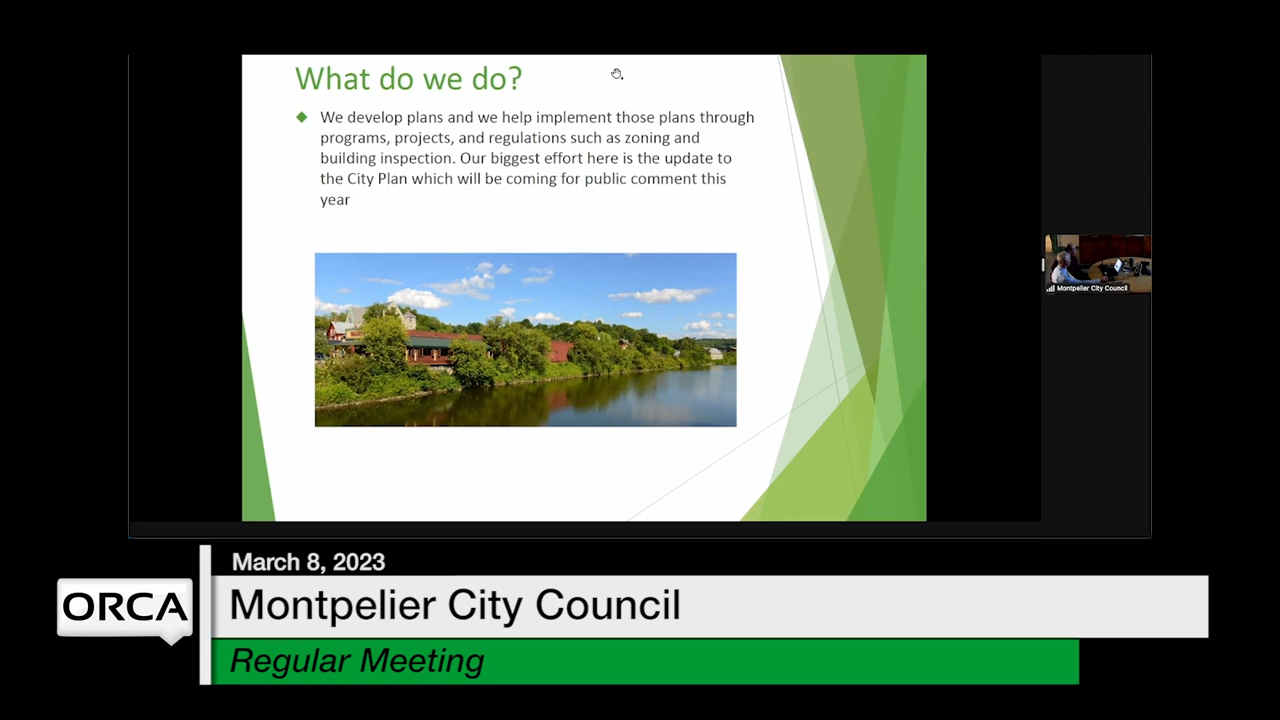 What do we do?
We develop plans and we help implement those plans through
programs, projects, and regulations such as zoning and
building inspection. Our biggest effort here is the update to
the City Plan which will be coming for public comment this
year
Montpelier City Council
March 8, 2023
ORCA
Montpelier City Council
Regular Meeting